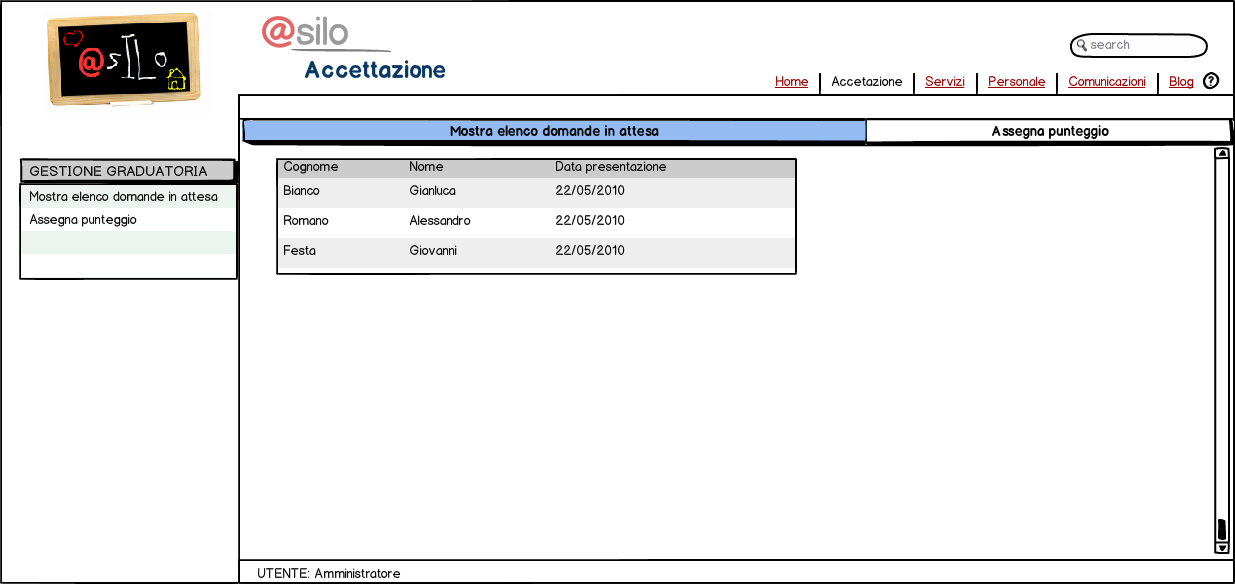 @sILo
@silo
Accettazione
search
Home Accetazione Servizi Personale Comunicazioni Blog ?
Mostra elenco domande in attesa Assegna punteggio
GESTIONE GRADUATORIA
Mostra elenco domande in attesa
Assegna punteggio
Cognome Nome Data presentazione
Bianco Gianluca 22/05/2010
Romano Alessandro 22/05/2010
Festa Giovanni 22/05/2010
UTENTE: Amministratore